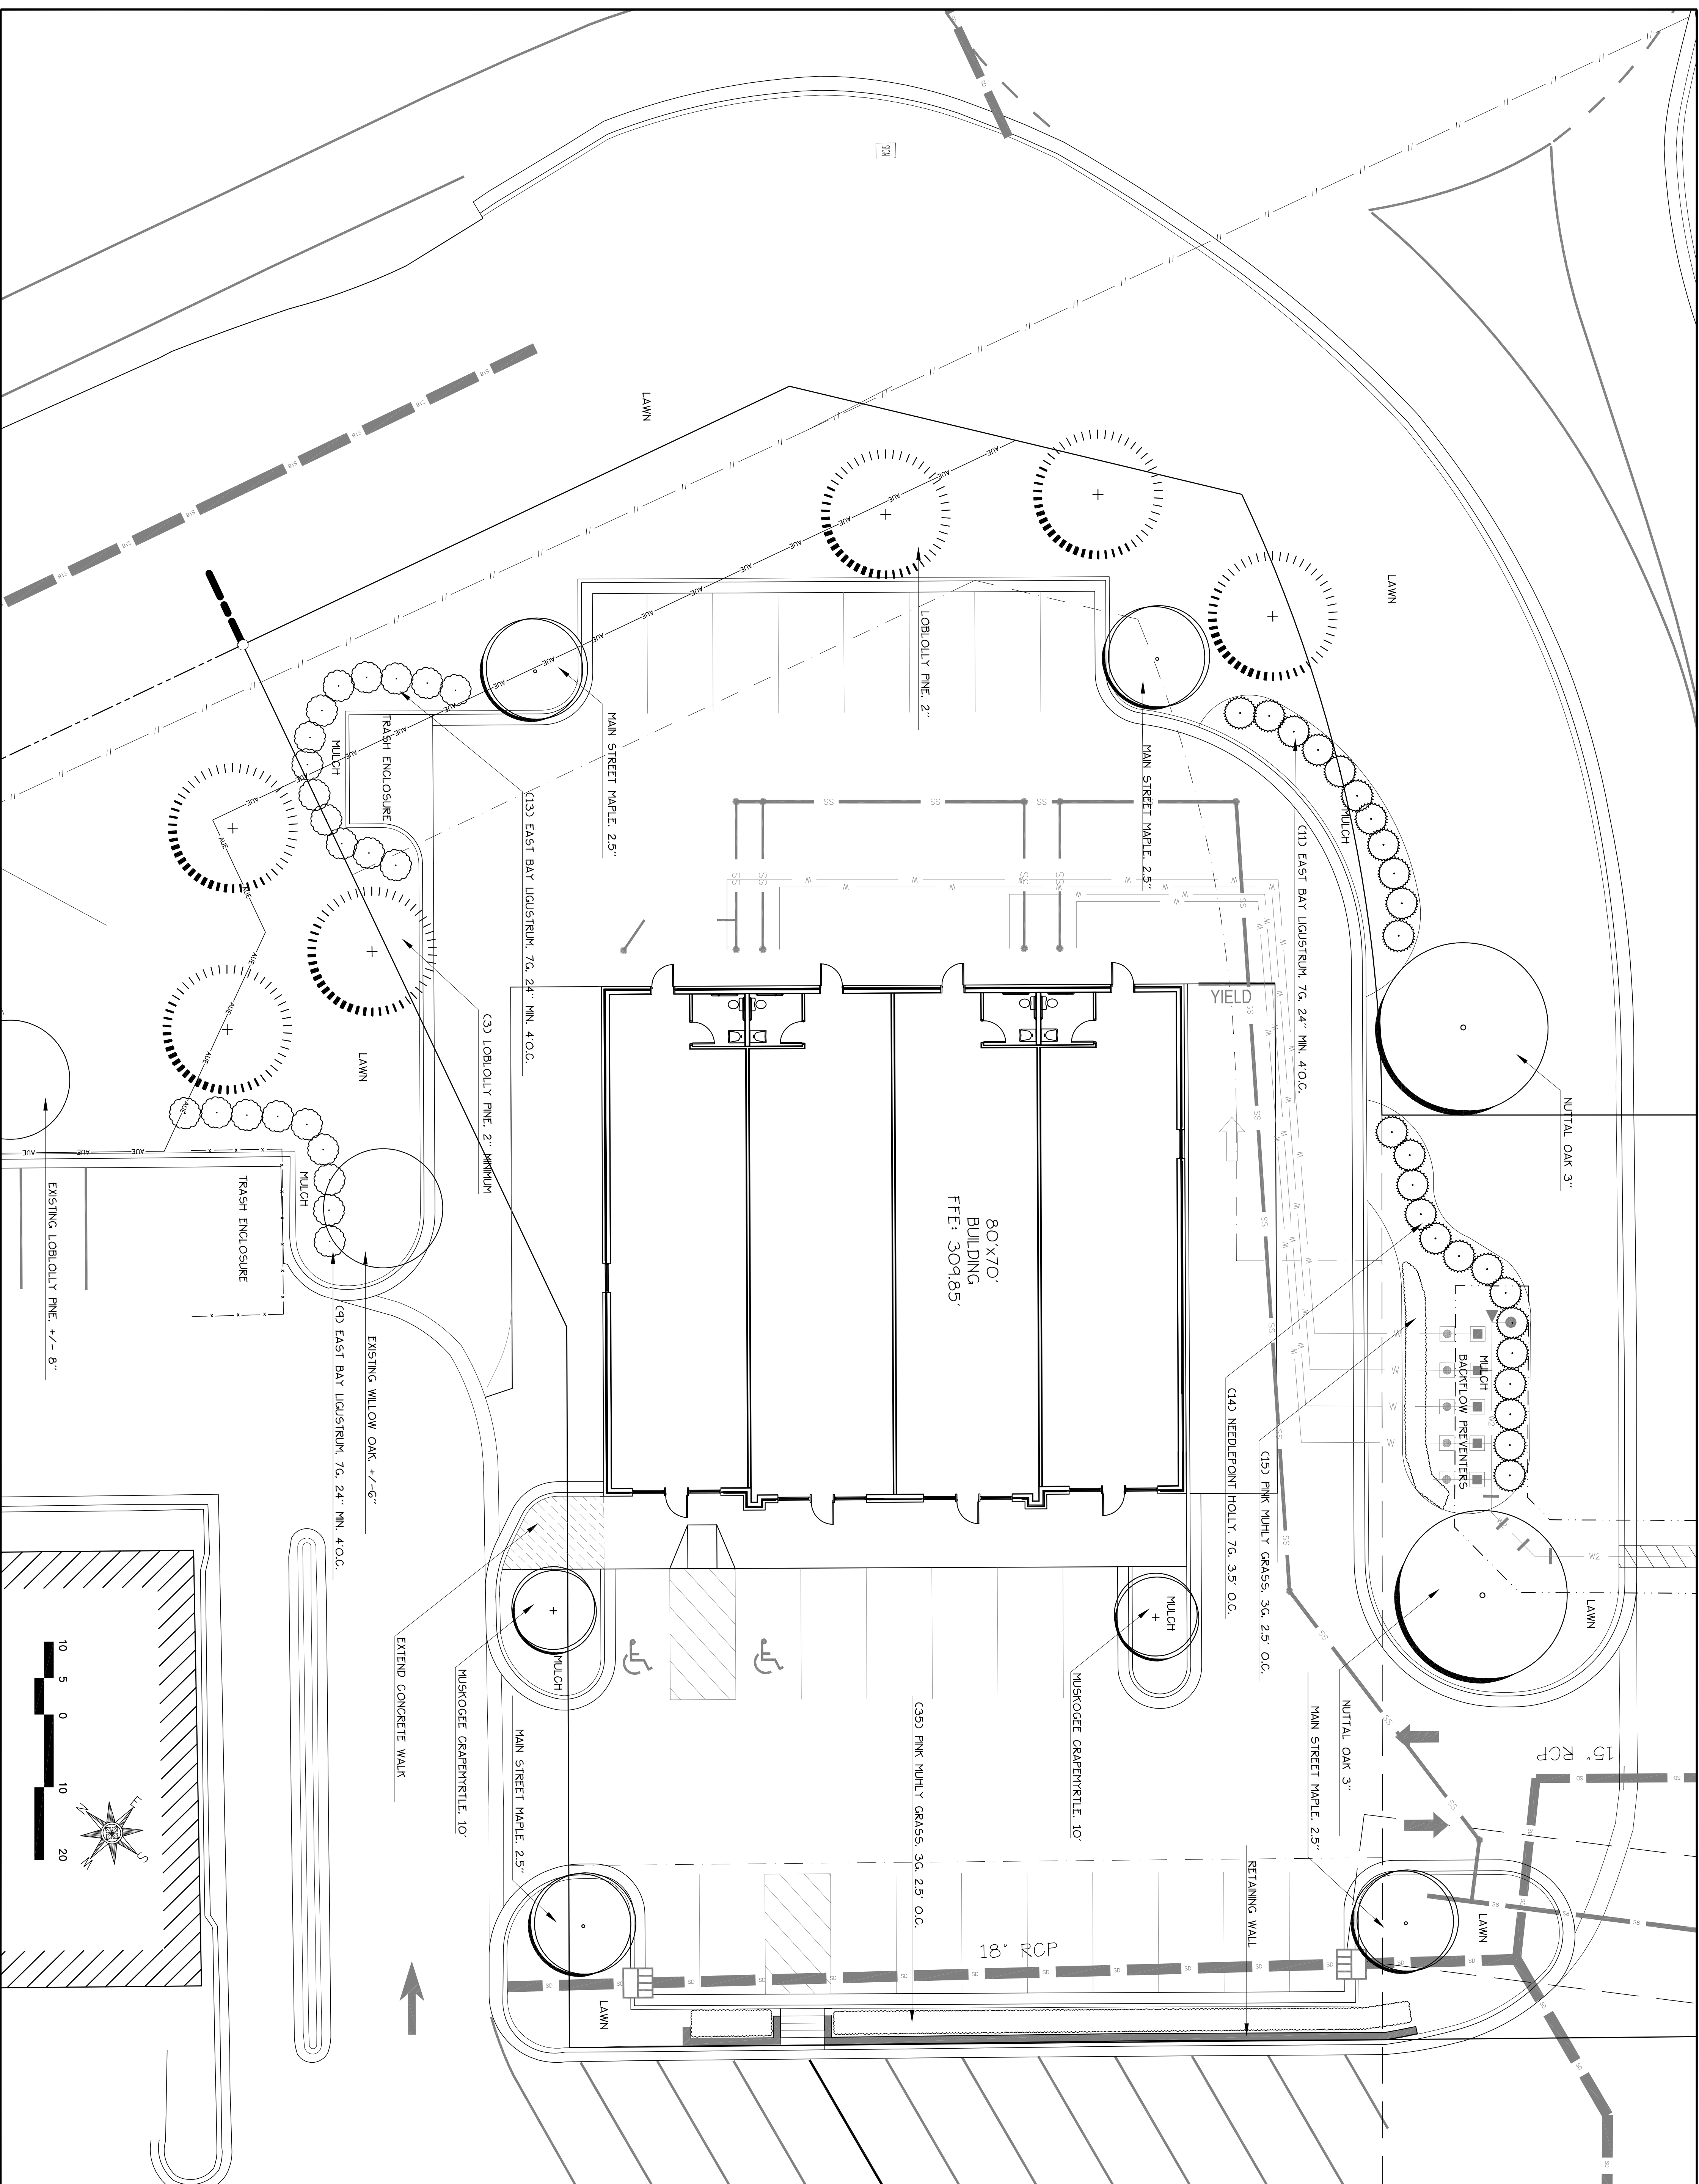 SIGN
LAWN
LAWN
LOBLOLLY PINE, 2"
MAIN STREET MAPLE, 2.5"
MAIN STREET MAPLE, 2.5"
TRASH ENCLOSURE
MULCH
(13) EAST BAY LIGUSTRUM, 7G, 24" MIN. 4'O.C.
(11) EAST BAY LIGUSTRUM, 7G, 24" MIN. 4'O.C.
MULCH
YIELD
(3) LOBLOLLY PINE, 2" MINIMUM
LAWN
NUTTAL OAK 3"
80'x70'
BUILDING
FFE: 309.85'
TRASH ENCLOSURE
MULCH
EXISTING LOBLOLLY PINE, +/- 8"
EXISTING WILLOW OAK, +/-6"
(9) EAST BAY LIGUSTRUM, 7G, 24" MIN. 4'O.C.
MULCH
BACKFLOW PREVENTERS
(14) NEEDLEPOINT HOLLY, 7G, 3.5' O.C.
(15) PINK MUHLY GRASS, 3G, 2.5' O.C.
W2
W2
LAWN
MULCH
MULCH
EXTEND CONCRETE WALK
MUSKOGEE CRAPEMYRTLE, 10'
MAIN STREET MAPLE, 2.5"
(35) PINK MUHLY GRASS, 3G, 2.5' O.C.
MUSKOGEE CRAPEMYRTLE, 10'
MAIN STREET MAPLE, 2.5"
NUTTAL OAK 3"
RETAINING WALL
15" RCP
18" RCP
LAWN
LAWN
10 5 0 10 20
N E S W